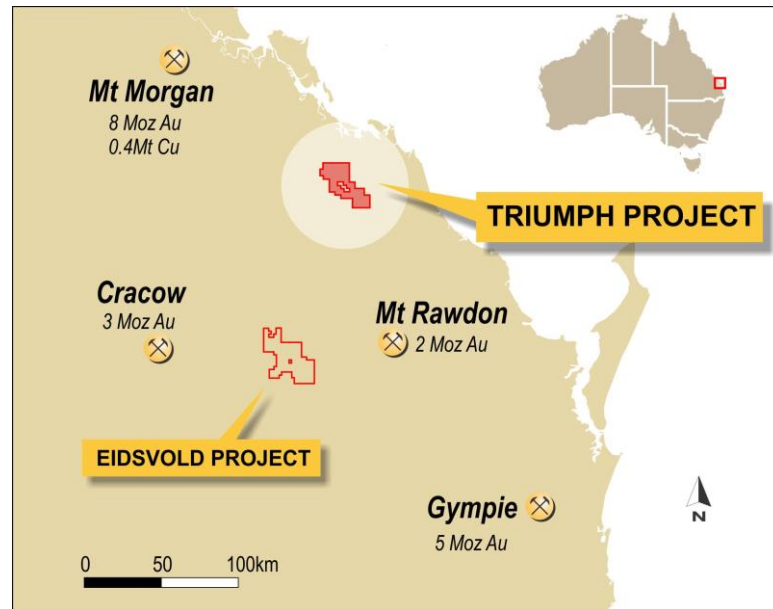 Mt Morgan
8 Moz Au
0.4Mt Cu
TRIUMPH PROJECT
Cracow
3 Moz Au
Mt Rawdon
2 Moz Au
EIDSVOLD PROJECT
Gympie
5 Moz Au
N
0 50 100km